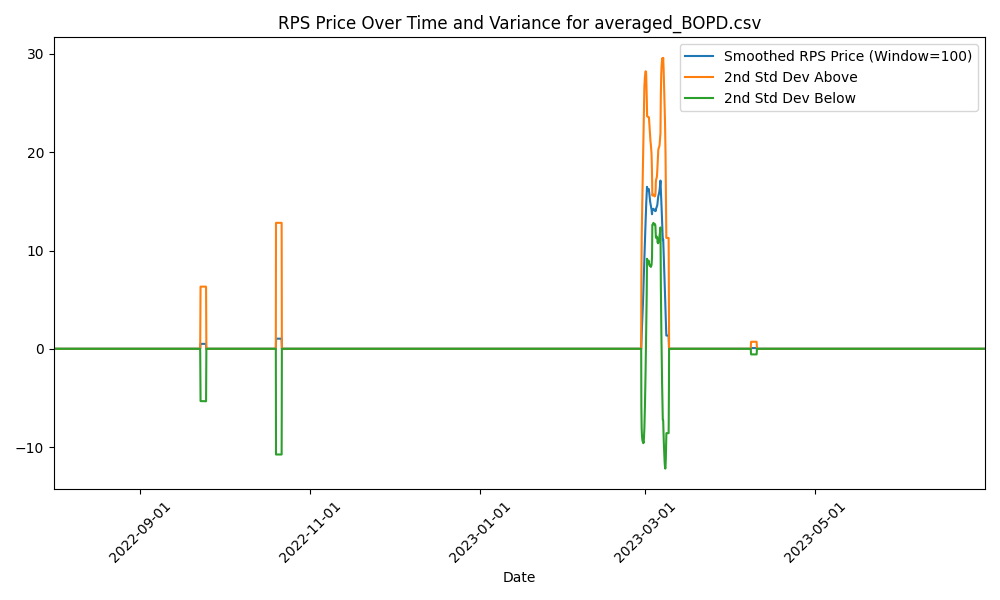 RPS Price Over Time and Variance for averaged_BOPD.csv
Smoothed RPS Price (Window=100)
2nd Std Dev Above
2nd Std Dev Below
30
20
10
0
−10
2022-09-01
2022-11-01
2023-01-01
2023-03-01
2023-05-01
Date